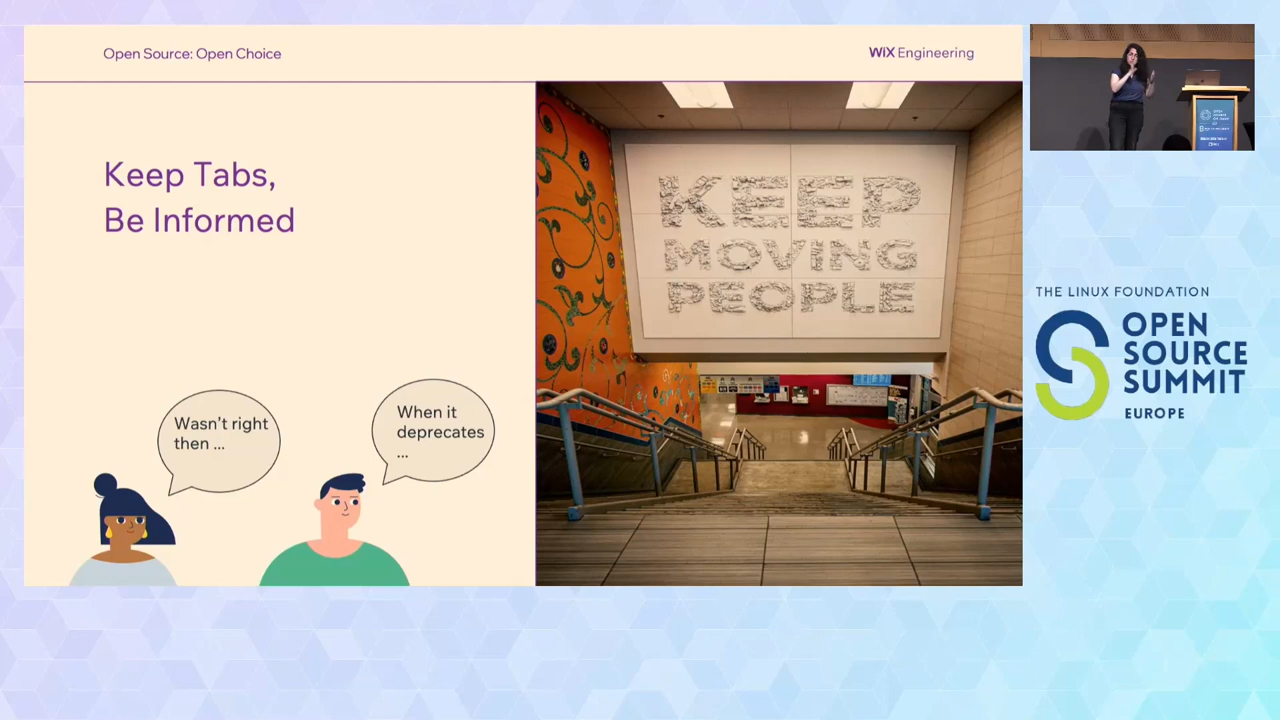 Open Source: Open Choice
WiX Engineering
Keep Tabs,
Be Informed
Wasn't right
then ...
When it
deprecates
...
KEEP
MOVING
PEOPLE
THE LINUX FOUNDATION
OPEN
SOURCE
SUMMIT
EUROPE